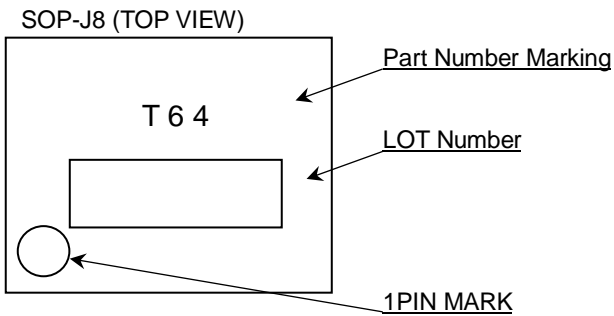 SOP-J8 (TOP VIEW)
Part Number Marking
T 6 4
LOT Number
1PIN MARK